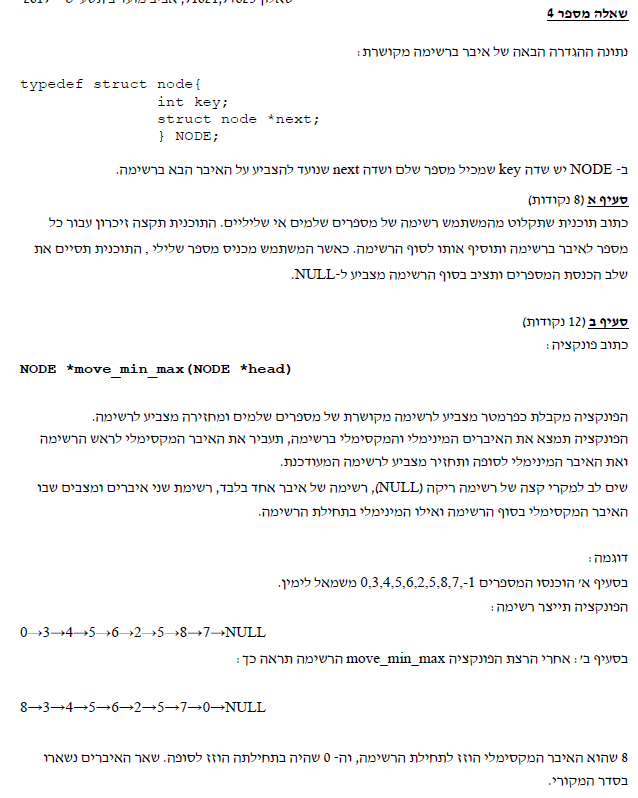 שאלה מספר 4
נתונה ההגדרה הבאה של איבר ברשימה מקושרת:
typedef struct node{
int key;
struct node *next;
} NODE;
ב- NODE יש שדה key שמכיל מספר שלם ושדה next שנועד להצביע על האיבר הבא ברשימה.
סעיף א (8 נקודות)
כתוב תוכנית שתקלוט מהמשתמש רשימה של מספרים שלמים אי שליליים. התוכנית תקצה זיכרון עבור כל
מספר לאיבר ברשימה ותוסיף אותו לסוף הרשימה. כאשר המשתמש מכניס מספר שלילי , התוכנית תסיים את
שלב הכנסת המספרים ותציב בסוף הרשימה מצביע ל-NULL.
סעיף ב (12 נקודות)
כתוב פונקציה:
NODE *move_min_max(NODE *head)
הפונקציה מקבלת כפרמטר מצביע לרשימה מקושרת של מספרים שלמים ומחזירה מצביע לרשימה.
הפונקציה תמצא את האיברים המינימלי והמקסימלי ברשימה, תעביר את האיבר המקסימלי לראש הרשימה
ואת האיבר המינימלי לסופה ותחזיר מצביע לרשימה המעודכנת.
שים לב למקרי קצה של רשימה ריקה (NULL), רשימה של איבר אחד בלבד, רשימת שני איברים ומצבים שבו
האיבר המקסימלי בסוף הרשימה ואילו המינימלי בתחילת הרשימה.
דוגמה:
בסעיף א' הוכנסו המספרים 0,3,4,5,6,2,5,8,7,-1 משמאל לימין.
הפונקציה תייצר רשימה:
0→3→4→5→6→2→5→8→7→NULL
בסעיף ב': אחרי הרצת הפונקציה move_min_max הרשימה תראה כך:
8→3→4→5→6→2→5→7→0→NULL
8 שהוא האיבר המקסימלי הוזז לתחילת הרשימה, וה- 0 שהיה בתחילתה הוזז לסופה. שאר האיברים נשארו
בסדר המקורי.